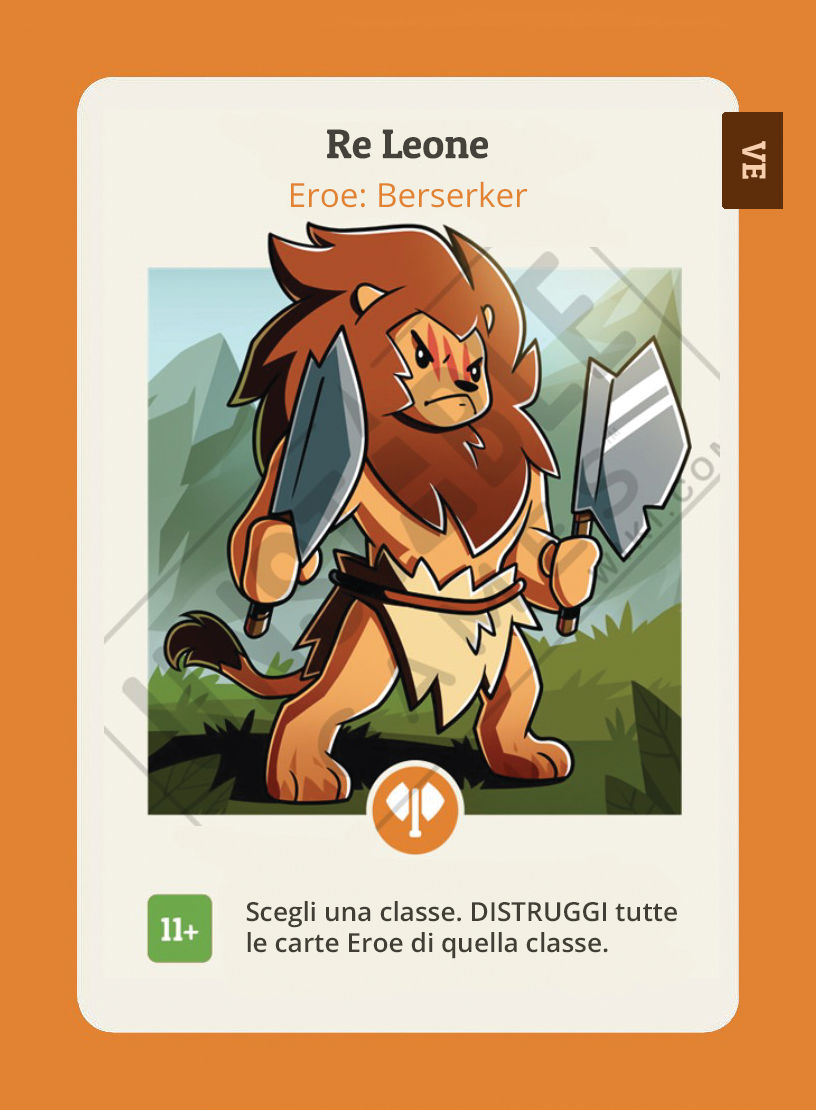 Re Leone
VE
Eroe: Berserker
11+
Scegli una classe. DISTRUGGI tutte
le carte Eroe di quella classe.